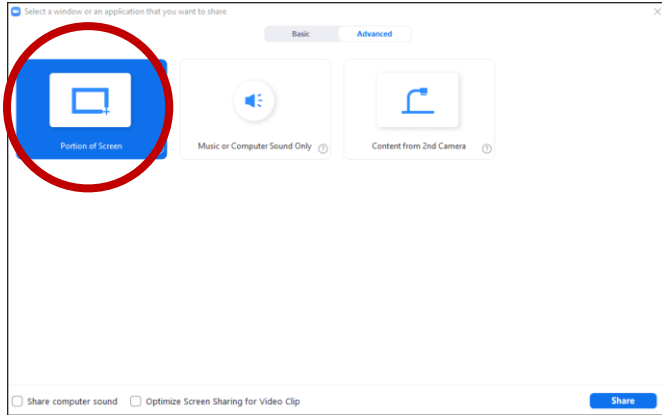 Select a window or an application that you want to share
Basic Advanced
Portion of Screen
Music or Computer Sound Only
Content from 2nd Camera
Share computer sound
Optimize Screen Sharing for Video Clip
Share